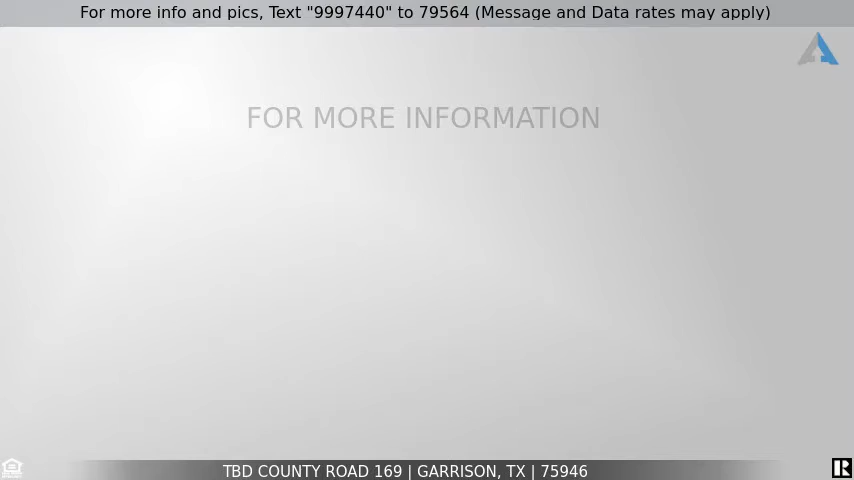 For more info and pics, Text "9997440" to 79564 (Message and Data rates may apply)
FOR MORE INFORMATION
TBD COUNTY ROAD 169 | GARRISON, TX | 75946